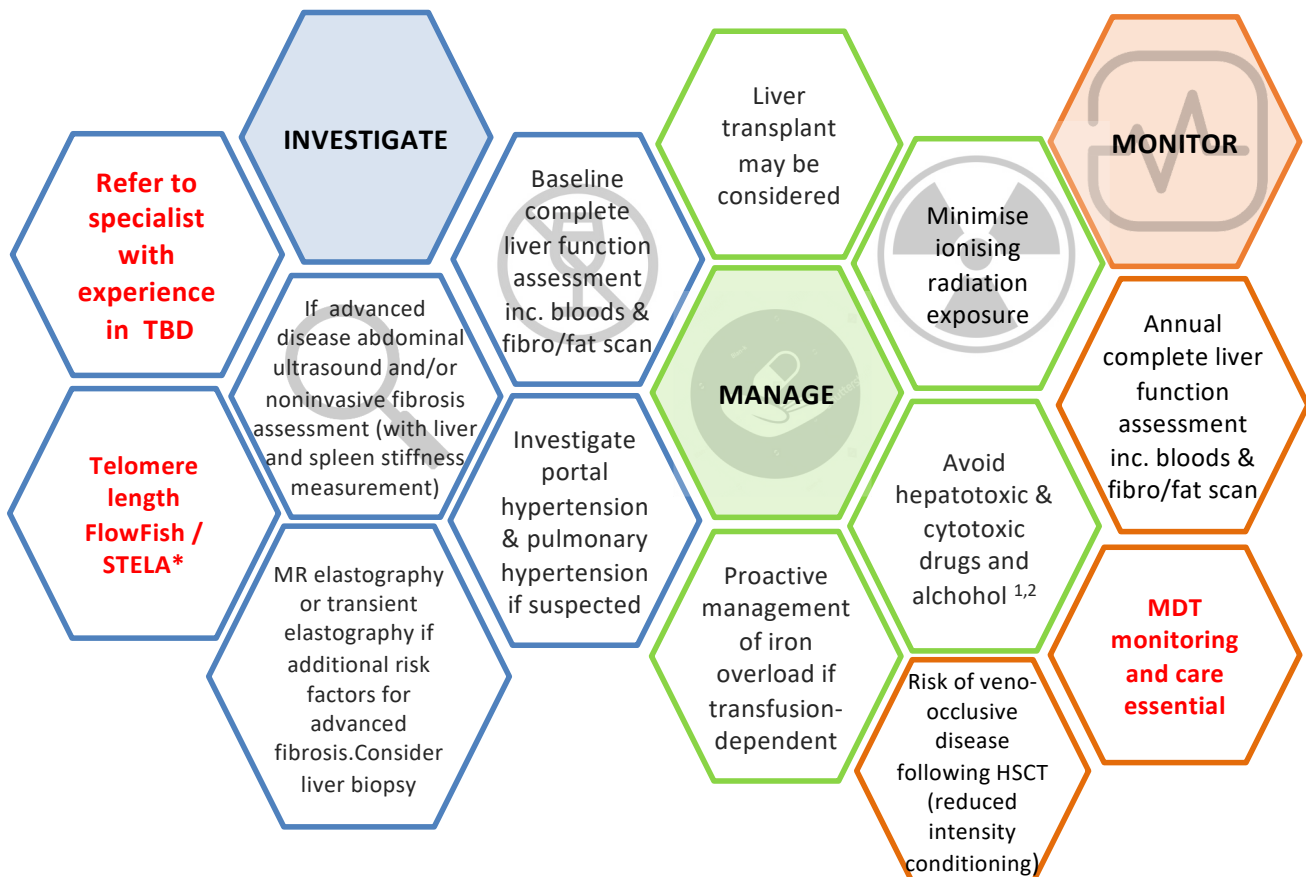 INVESTIGATE
Refer to
specialist
with
experience
in TBD
Telomere
length
FlowFish /
STELA*
If advanced
disease abdominal
ultrasound and/or
noninvasive fibrosis
assessment (with liver
and spleen stiffness
measurement)
MR elastography
or transient
elastography if
additional risk
factors for
advanced
fibrosis.Consider
liver biopsy
Baseline
complete
liver function
assessment
inc. bloods &
fibro/fat scan
Investigate
portal
hypertension
& pulmonary
hypertension
if suspected
Liver
transplant
may be
considered
MANAGE
Proactive
management
of iron
overload if
transfusion-
dependent
Minimise
ionising
radiation
exposure
Avoid
hepatotoxic &
cytotoxic
drugs and
alchohol 1,2
Risk of veno-
occlusive
disease
following HSCT
(reduced
intensity
conditioning)
MONITOR
Annual
complete liver
function
assessment
inc. bloods &
fibro/fat scan
MDT
monitoring
and care
essential